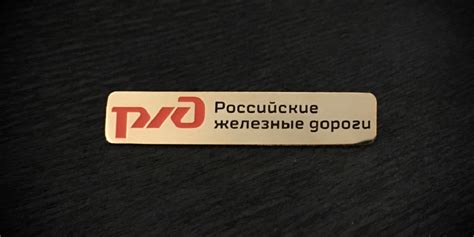 РЖД Российские
железные дороги